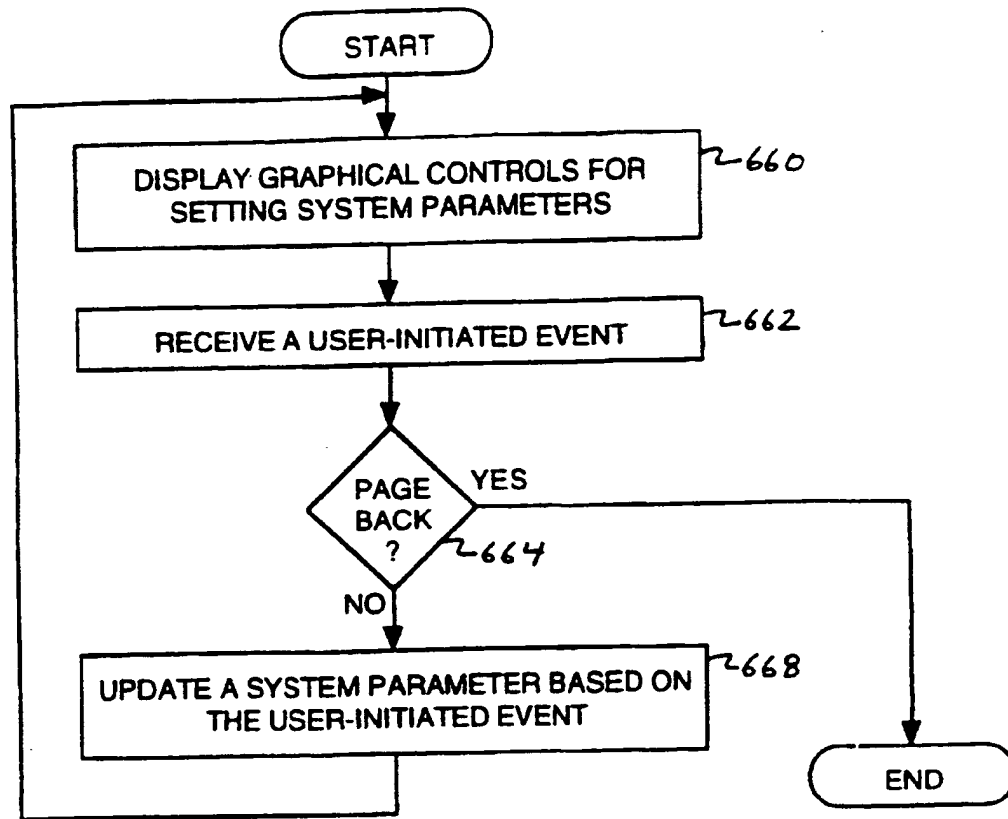 START
DISPLAY GRAPHICAL CONTROLS FOR
SETTING SYSTEM PARAMETERS
660
RECEIVE A USER-INITIATED EVENT
662
PAGE
BACK
?
YES
664
NO
UPDATE A SYSTEM PARAMETER BASED ON
THE USER-INITIATED EVENT
668
END